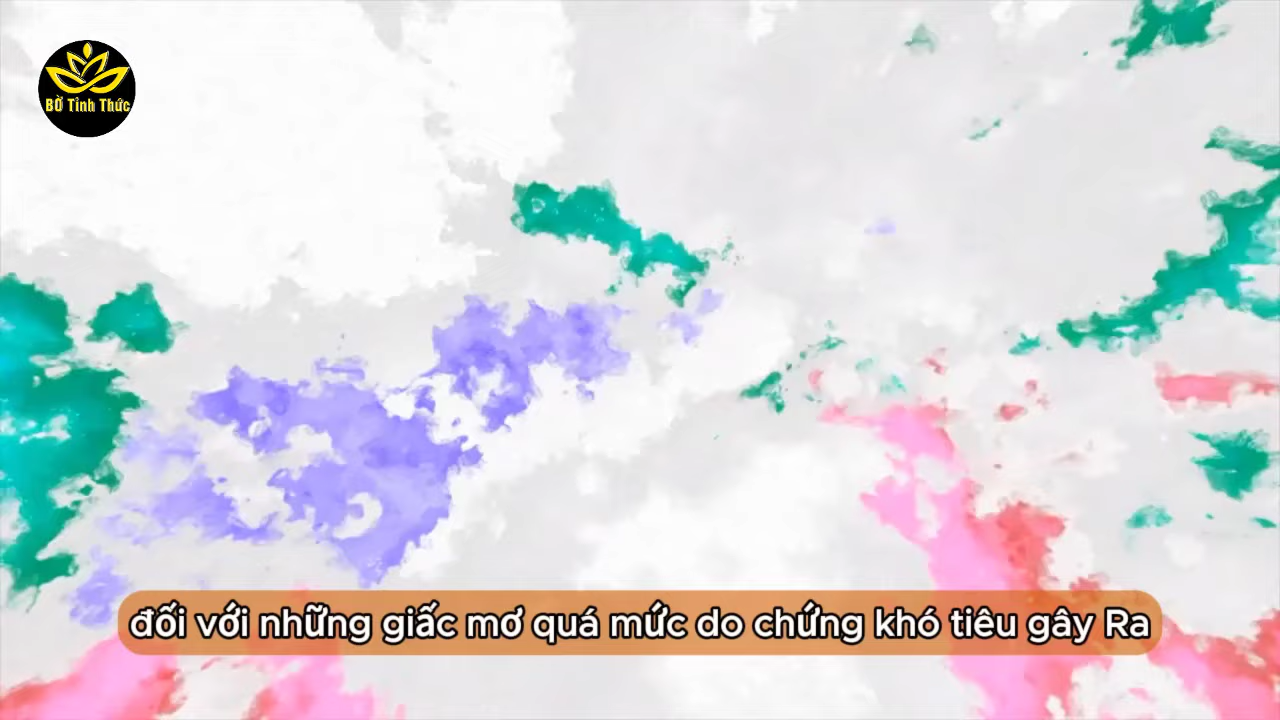 BỜ Tỉnh Thức
đối với những giấc mơ quá mức do chứng khó tiêu gây Ra